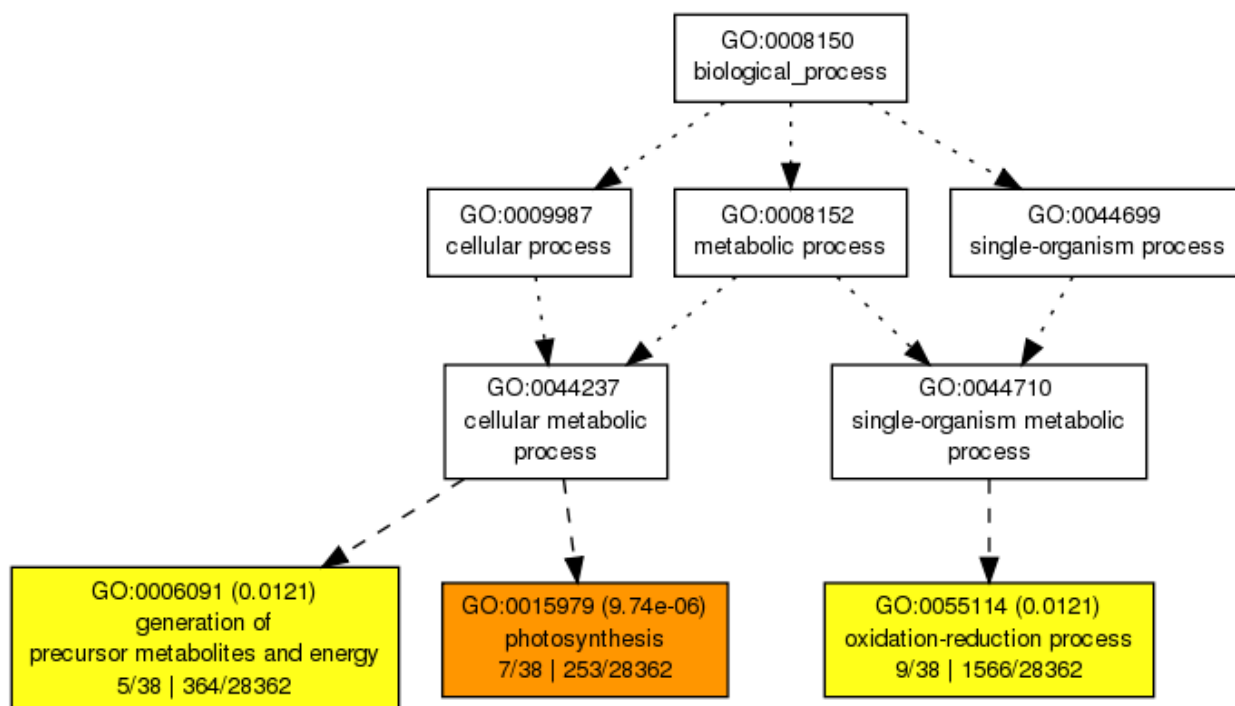 GO:0008150
biological_process
GO:0009987
cellular process
GO:0008152
metabolic process
GO:0044699
single-organism process
GO:0044237
cellular metabolic
process
GO:0044710
single-organism metabolic
process
GO:0006091 (0.0121)
generation of
precursor metabolites and energy
5/38 | 364/28362
GO:0015979 (9.74e-06)
photosynthesis
7/38 | 253/28362
GO:0055114 (0.0121)
oxidation-reduction process
9/38 | 1566/28362